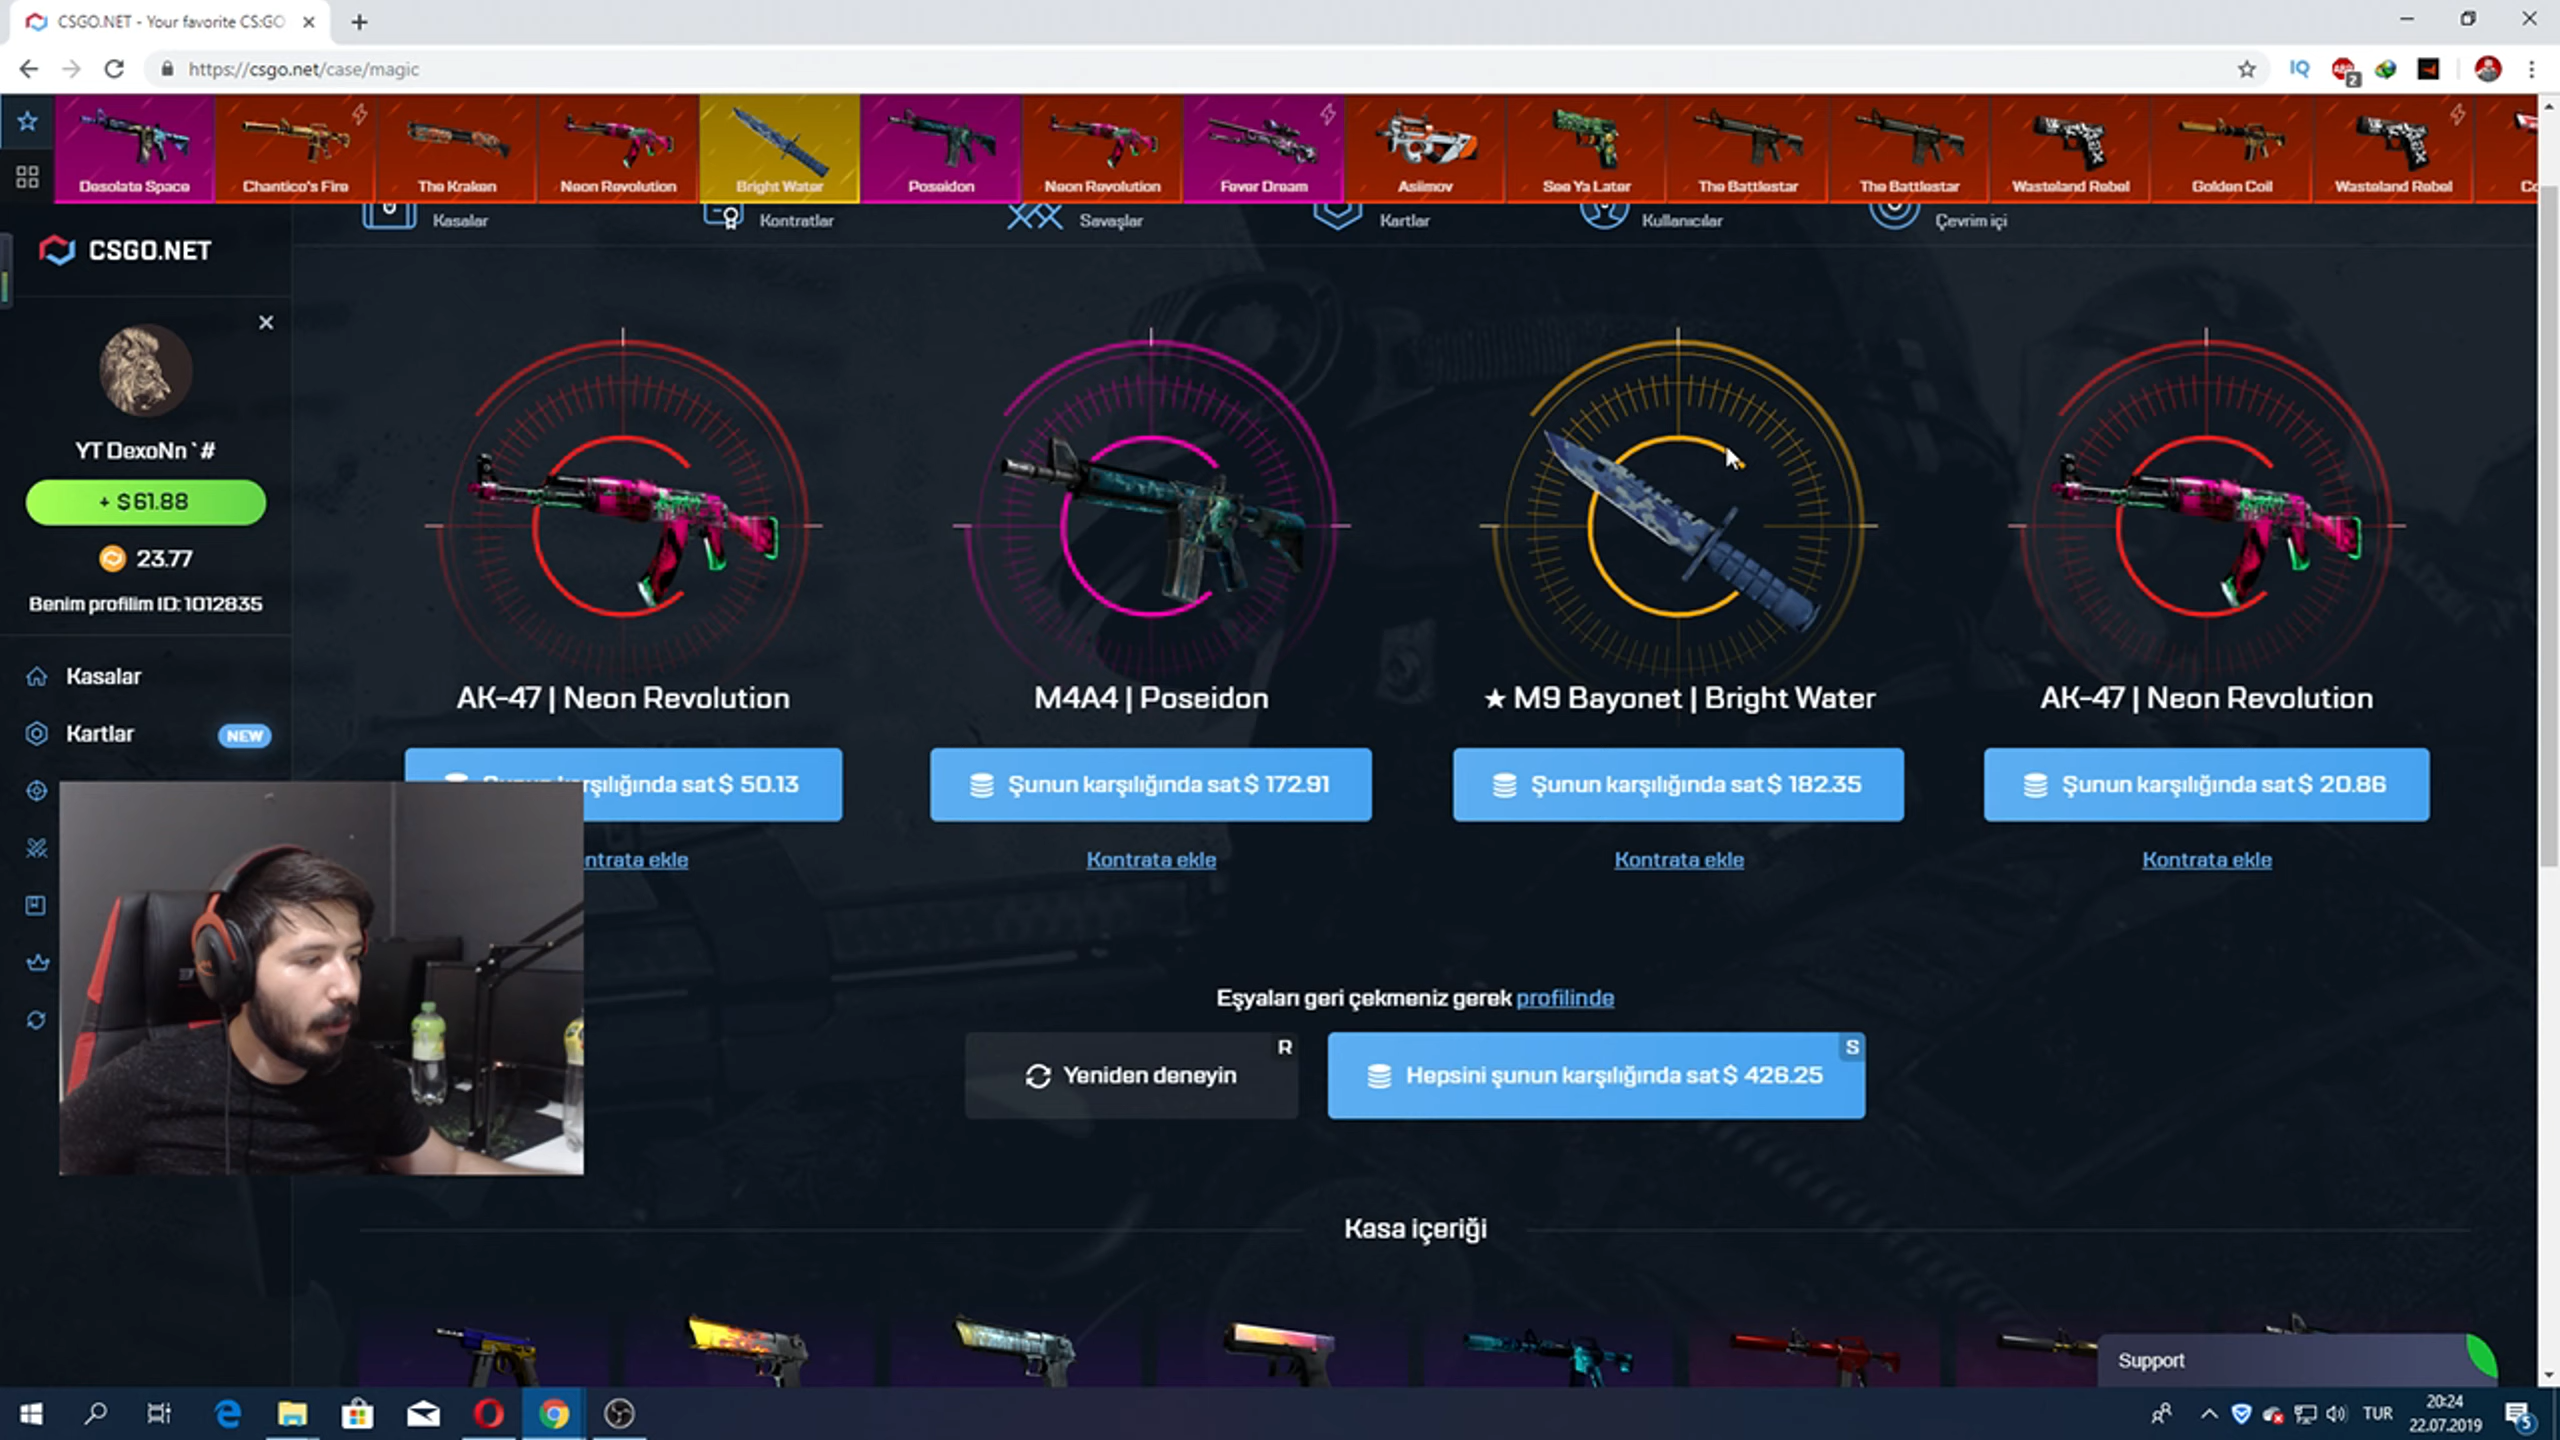 CSGO.NET - Your favorite CS:GO
https://csgo.net/case/magic
IQ
ABP
2
Desolate Space
Chantico's Fire
The Kraken
Neon Revolution
Bright Water
Poseidon
Neon Revolution
Fever Dream
Asiimov
See Ya Later
The Battlestar
The Battlestar
Wasteland Rebel
Golden Coil
Wasteland Rebel
Kasalar
Kontratlar
Savaşlar
Kartlar
Kullanıcılar
Çevrim içi
CSGO.NET
YT DexoNn `#
+ $61.88
23.77
Benim profilim ID: 1012835
Kasalar
Kartlar
NEW
AK-47 | Neon Revolution
M4A4 | Poseidon
★ M9 Bayonet | Bright Water
AK-47 | Neon Revolution
Şunun karşılığında sat $ 50.13
Şunun karşılığında sat $ 172.91
Şunun karşılığında sat $ 182.35
Şunun karşılığında sat $ 20.86
ntrata ekle
Kontrata ekle
Kontrata ekle
Kontrata ekle
Eşyaları geri çekmeniz gerek profilinde
Yeniden deneyin
R
Hepsini şunun karşılığında sat $ 426.25
S
Kasa içeriği
Support
TUR
20:24
22.07.2019
5